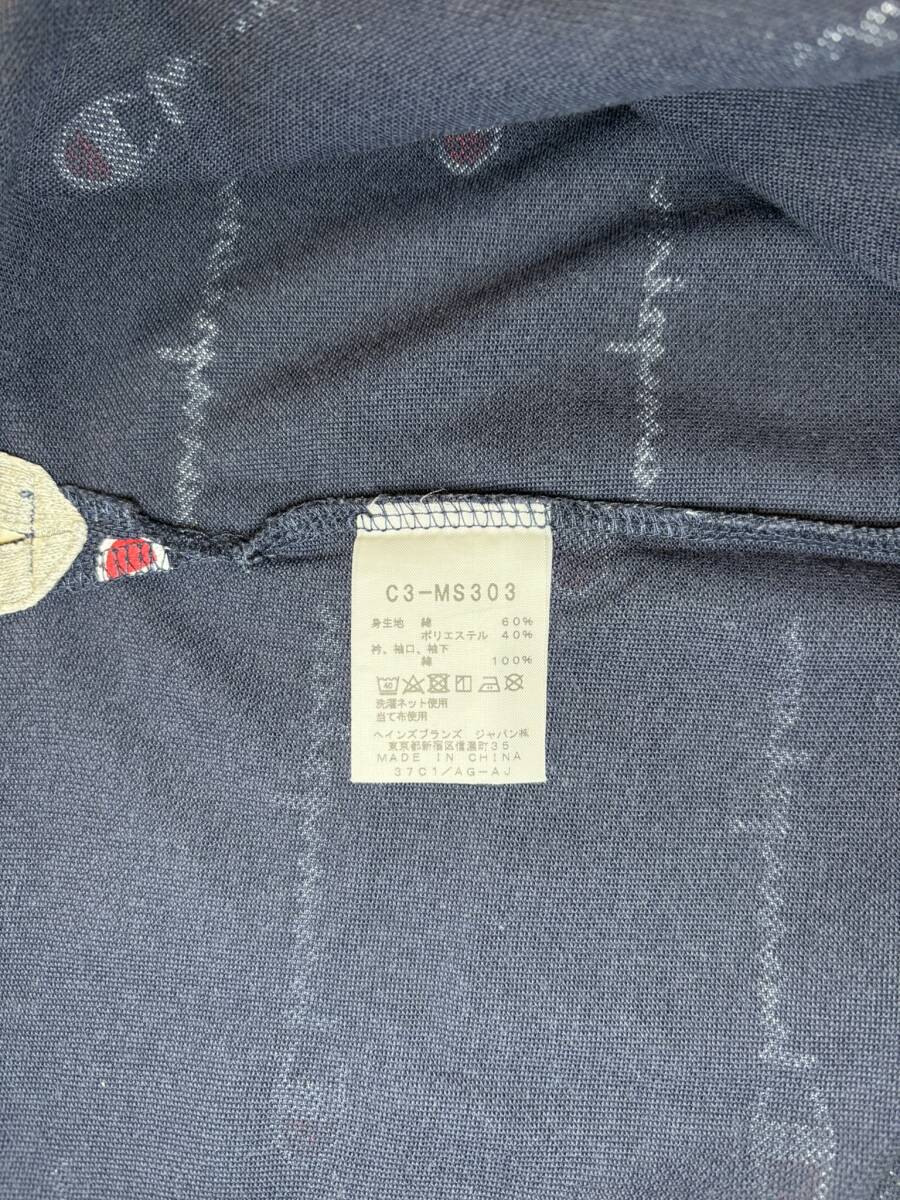 C3-MS303
身生地 綿 60%
ポリエステル 40%
衿、袖口、袖下
綿 100%
40
洗濯ネット使用
当て布使用
ヘインズブランズ ジャパン㈱
東京都新宿区信濃町35
MADE IN CHINA
37C1/AG-AJ